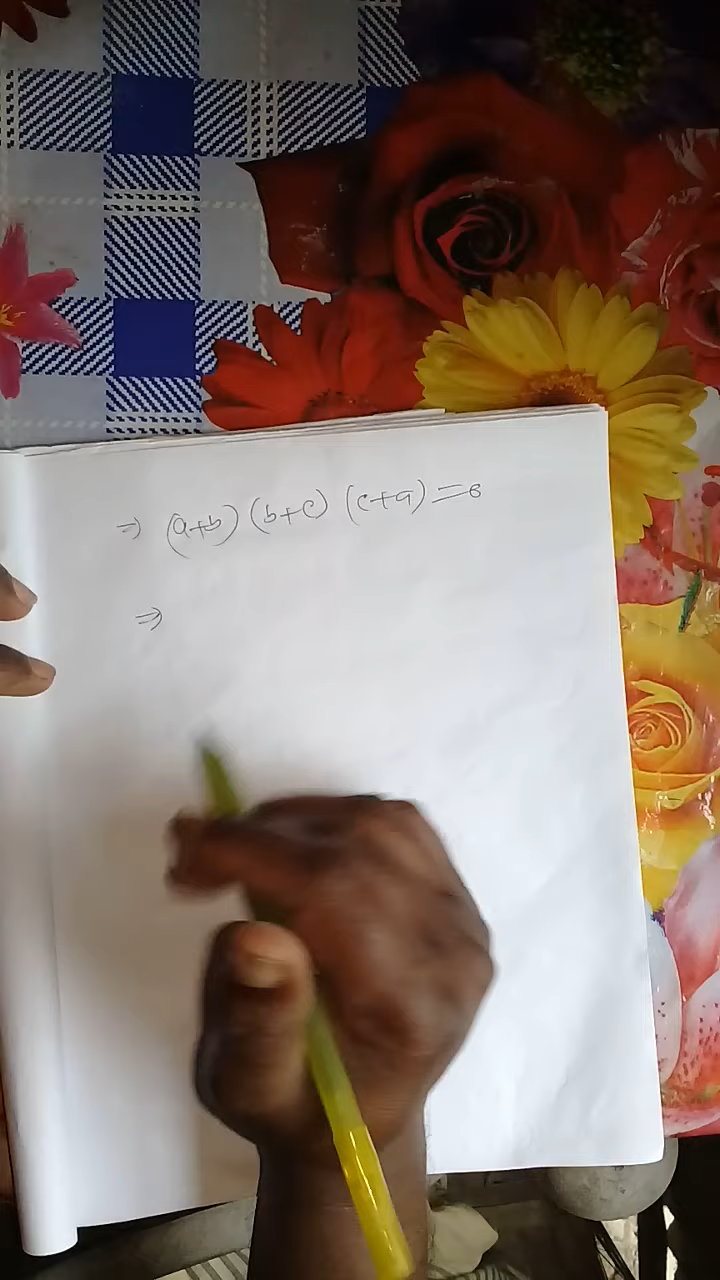 ⇒ (a+b) (b+c) (c+a) = 0
⇒